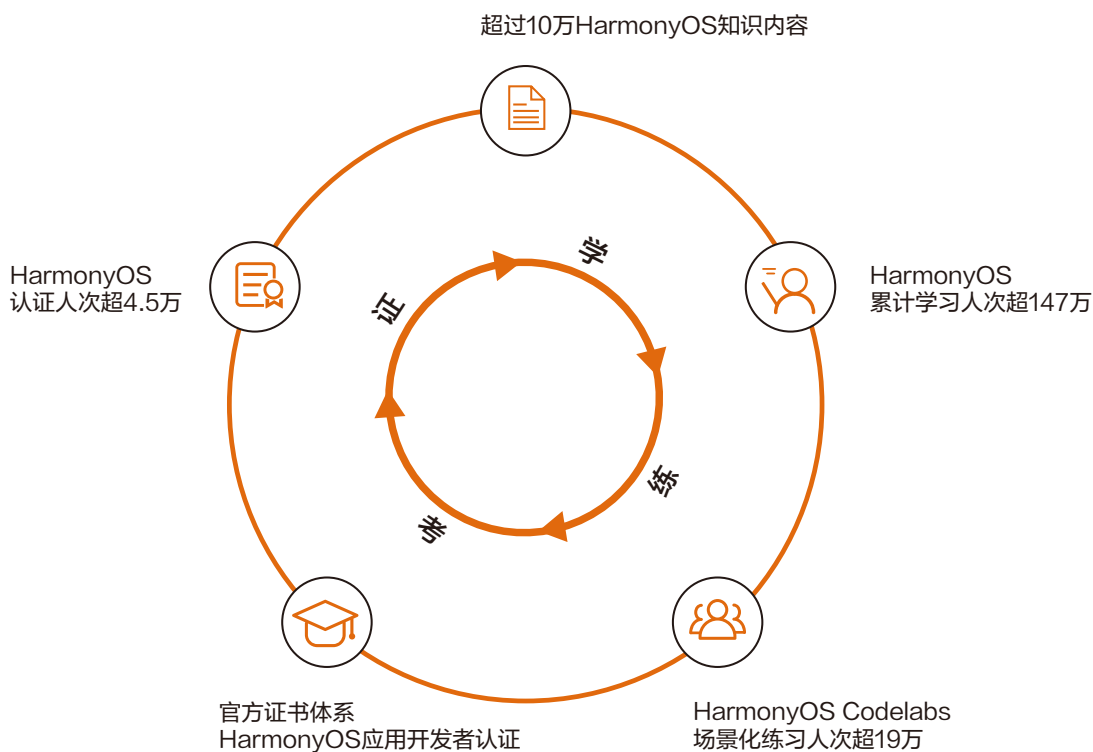 超过10万HarmonyOS知识内容
学
证
HarmonyOS
认证人次超4.5万
HarmonyOS
累计学习人次超147万
练
考
官方证书体系
HarmonyOS应用开发者认证
HarmonyOS Codelabs
场景化练习人次超19万